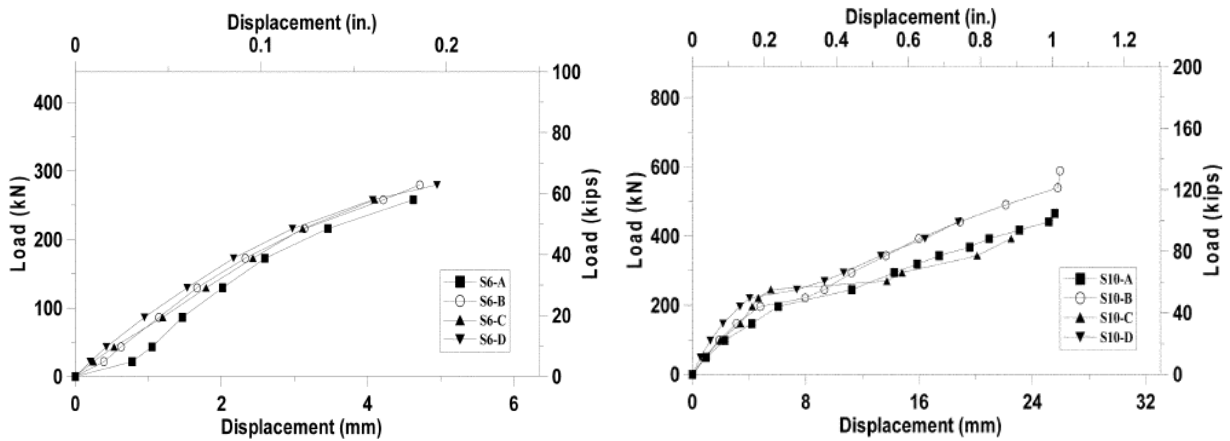 Displacement (in.)
0 0.1 0.2
400
300
200
100
0
Load (kN)
100
80
60
40
20
0
Load (kips)
S6-A
S6-B
S6-C
S6-D
0 2 4 6
Displacement (mm)
Displacement (in.)
0 0.2 0.4 0.6 0.8 1 1.2
800
600
400
200
0
Load (kN)
200
160
120
80
40
0
Load (kips)
S10-A
S10-B
S10-C
S10-D
0 8 16 24 32
Displacement (mm)